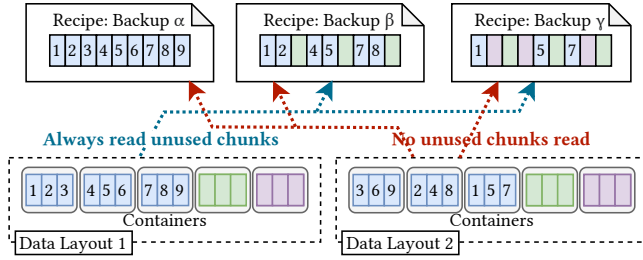 Recipe: Backup α
1 2 3 4 5 6 7 8 9
Recipe: Backup β
1 2 4 5 7 8
Recipe: Backup γ
1 5 7
Always read unused chunks
No unused chunks read
1 2 3
4 5 6
7 8 9
Containers
Data Layout 1
3 6 9
2 4 8
1 5 7
Containers
Data Layout 2